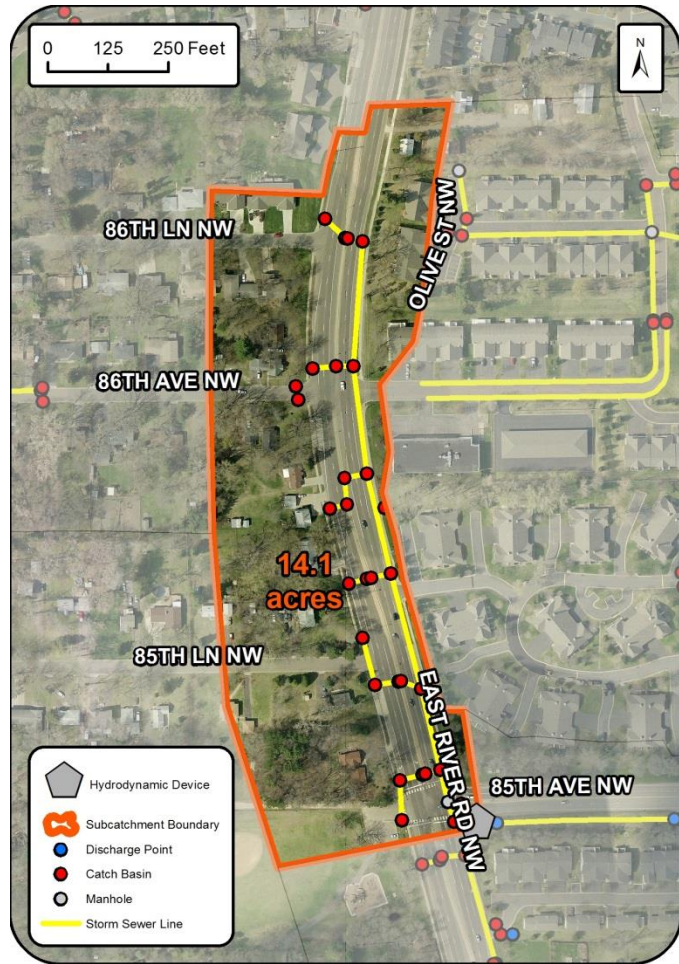 0 125 250 Feet
N
86TH LN NW
OLIVE ST NW
86TH AVE NW
14.1
acres
85TH LN NW
EAST RIVER RD NW
85TH AVE NW
Hydrodynamic Device
Subcatchment Boundary
Discharge Point
Catch Basin
Manhole
Storm Sewer Line